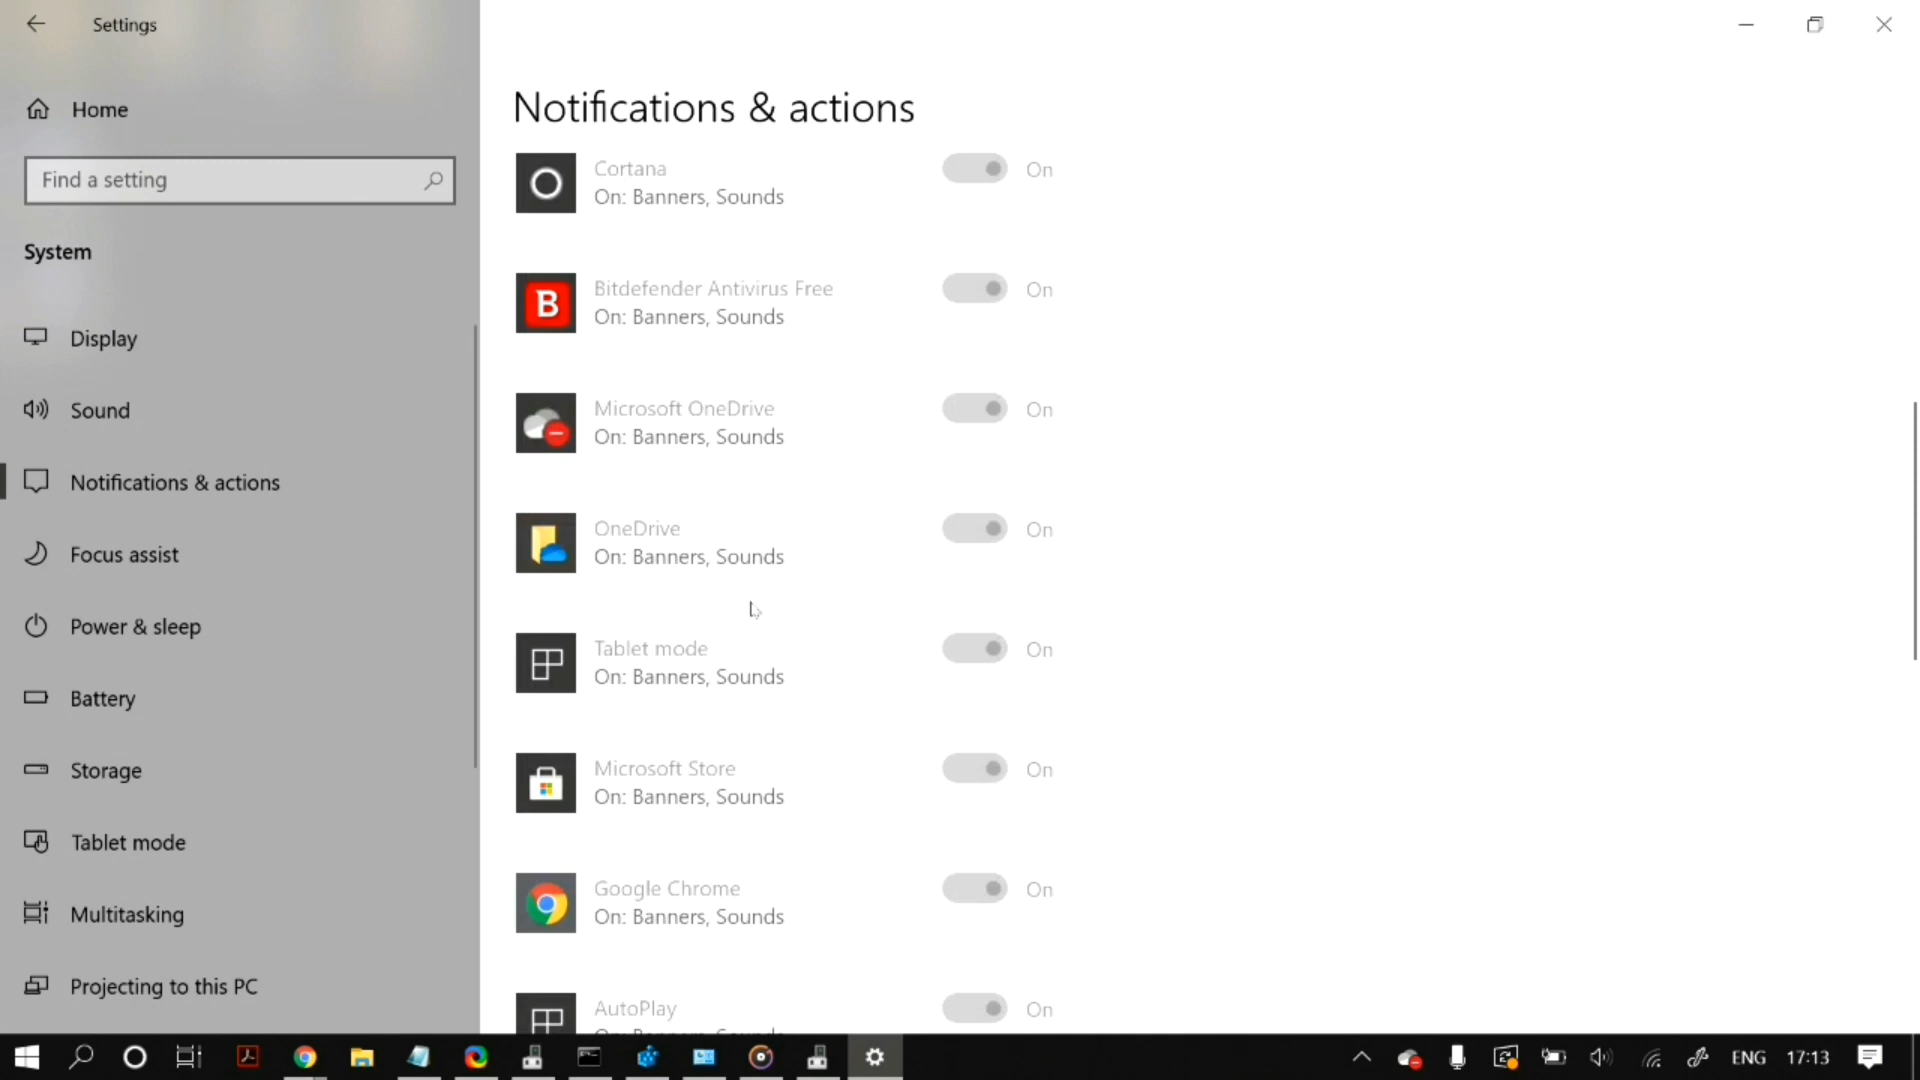 Settings
Home
Find a setting
System
Display
Sound
Notifications & actions
Focus assist
Power & sleep
Battery
Storage
Tablet mode
Multitasking
Projecting to this PC
Notifications & actions
Cortana
On: Banners, Sounds
On
B
Bitdefender Antivirus Free
On: Banners, Sounds
On
Microsoft OneDrive
On: Banners, Sounds
On
OneDrive
On: Banners, Sounds
On
Tablet mode
On: Banners, Sounds
On
Microsoft Store
On: Banners, Sounds
On
Google Chrome
On: Banners, Sounds
On
AutoPlay
On: Banners, Sounds
On
ENG
17:13